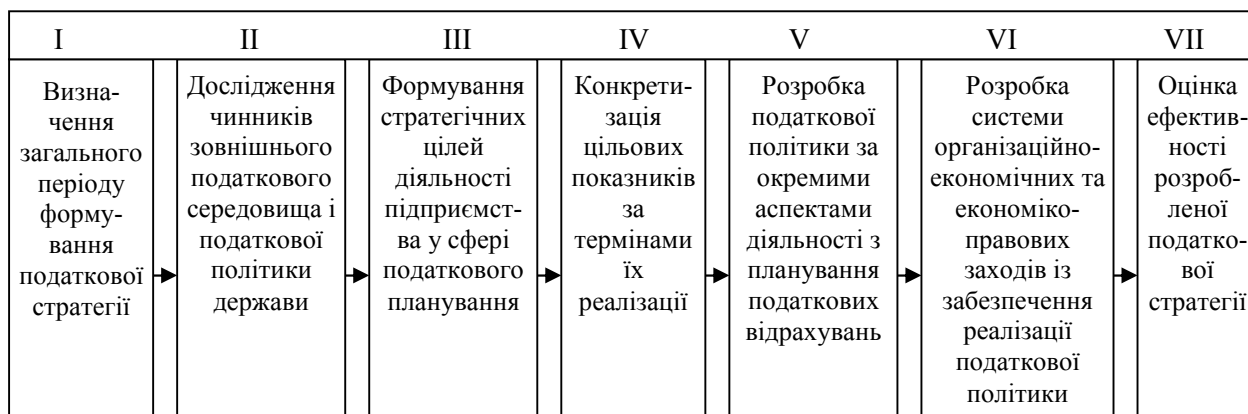 I
II
III
IV
V
VI
VII
Визна-
чення
загального
періоду
форму-
вання
податкової
стратегії
Дослідження
чинників
зовнішнього
податкового
середовища і
податкової
політики
держави
Формування
стратегічних
цілей
діяльності
підприємст-
ва у сфері
податкового
планування
Конкрети-
зація
цільових
показників
за
термінами
їх
реалізації
Розробка
податкової
політики за
окремими
аспектами
діяльності з
планування
податкових
відрахувань
Розробка
системи
організаційно-
економічних та
економіко-
правових
заходів із
забезпечення
реалізації
податкової
політики
Оцінка
ефектив-
ності
розроб-
леної
податко-
вої
стратегії